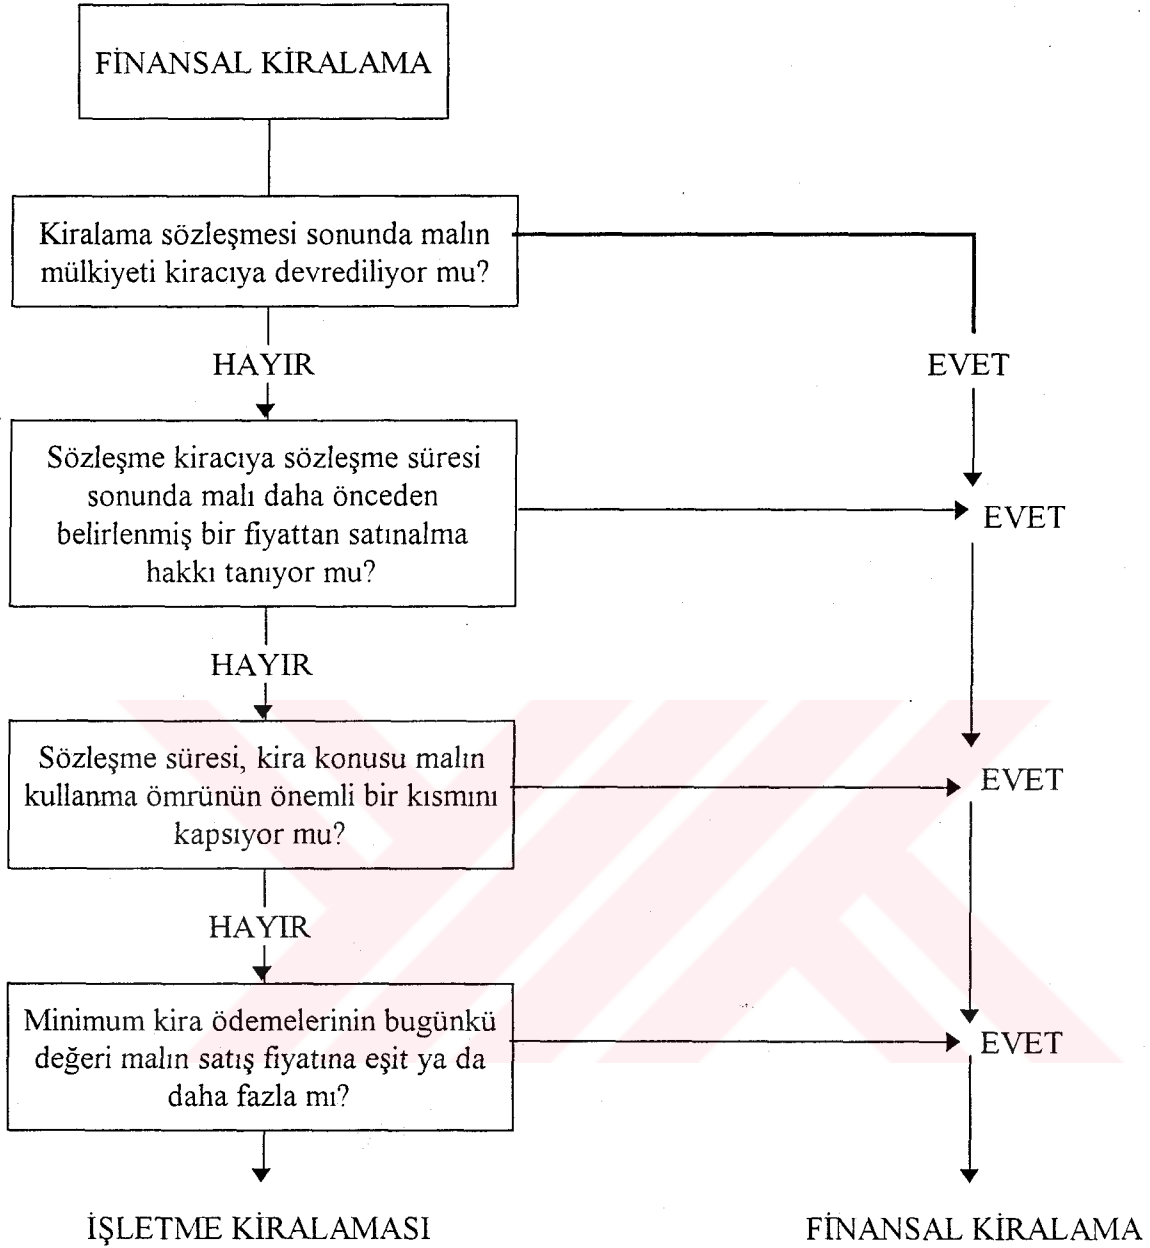 FİNANSAL KİRALAMA
Kiralama sözleşmesi sonunda malın
mülkiyeti kiracıya devrediliyor mu?
HAYIR
EVET
Sözleşme kiracıya sözleşme süresi
sonunda malı daha önceden
belirlenmiş bir fiyattan satınalma
hakkı tanıyor mu?
EVET
HAYIR
Sözleşme süresi, kira konusu malın
kullanma ömrünün önemli bir kısmını
kapsıyor mu?
EVET
HAYIR
Minimum kira ödemelerinin bugünkü
değeri malın satış fiyatına eşit ya da
daha fazla mı?
EVET
İŞLETME KİRALAMASI
FİNANSAL KİRALAMA